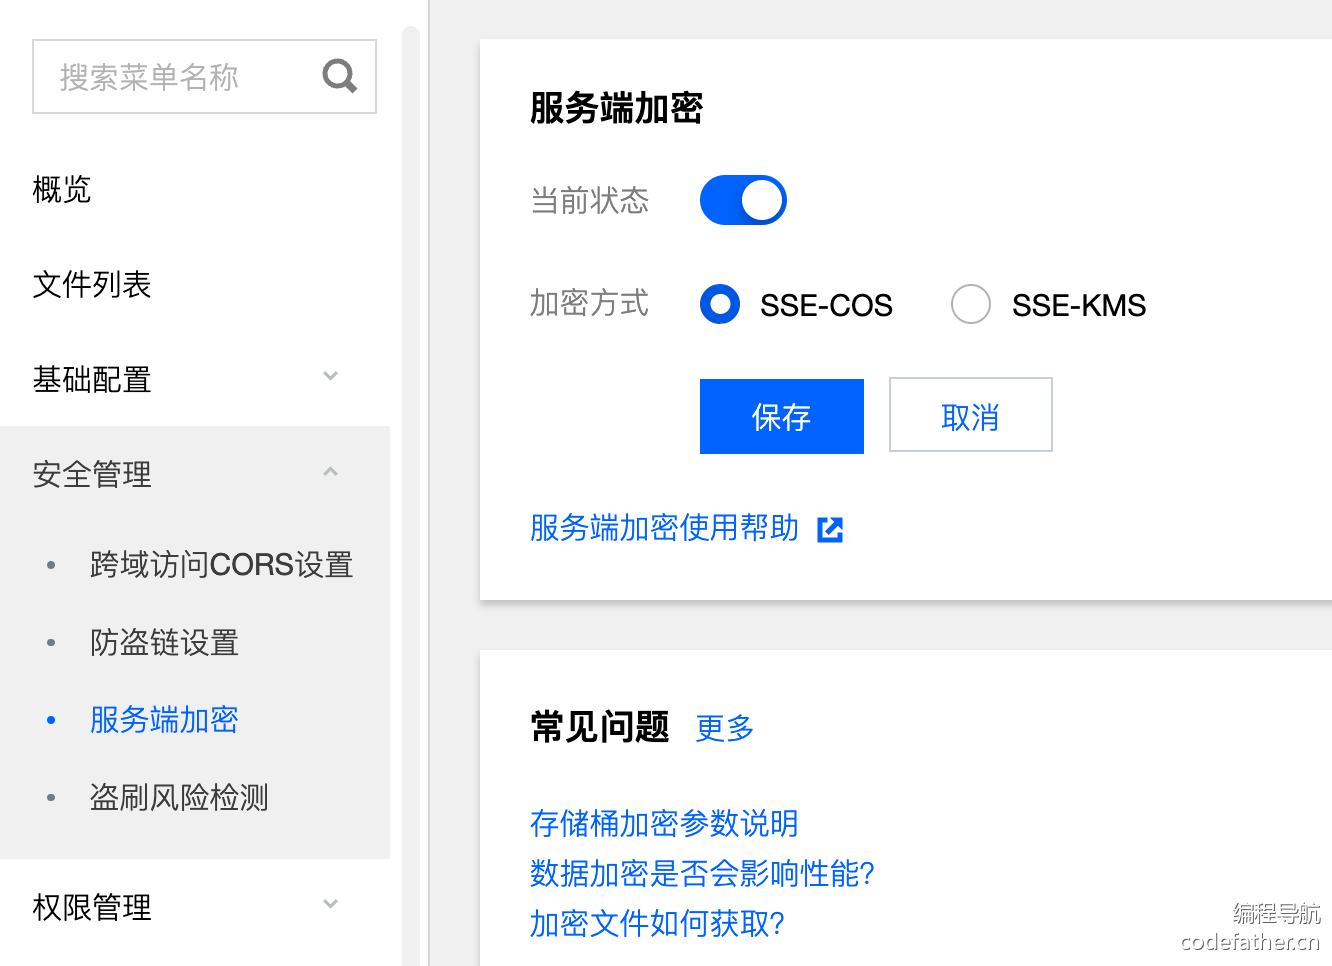 搜索菜单名称
概览
文件列表
基础配置
安全管理
跨域访问CORS设置
防盗链设置
服务端加密
盗刷风险检测
权限管理
服务端加密
当前状态
加密方式 SSE-COS SSE-KMS
保存 取消
服务端加密使用帮助
常见问题 更多
存储桶加密参数说明
数据加密是否会影响性能?
加密文件如何获取?
编程导航
codefather.cn